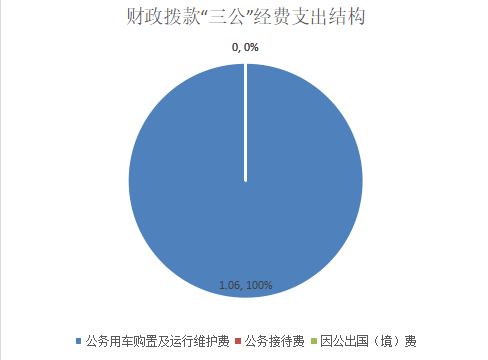 财政拨款“三公”经费支出结构
0, 0%
1.06, 100%
公务用车购置及运行维护费 公务接待费 因公出国（境）费